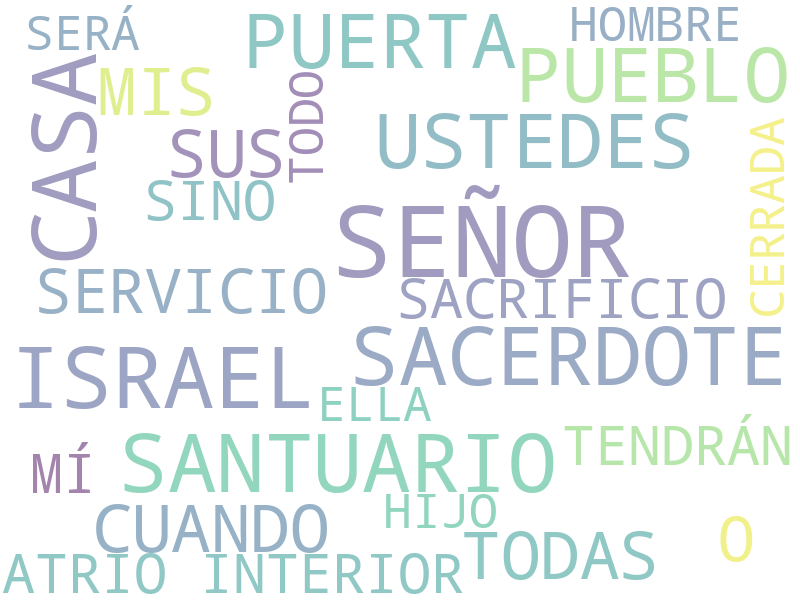 SERÁ
PUERTA
HOMBRE
CASA
MIS
TODO
PUEBLO
SUS
USTEDES
CERRADA
SINO
SEÑOR
SERVICIO
SACRIFICIO
ISRAEL
SACERDOTE
ELLA
MÍ
SANTUARIO
TENDRÁN
CUANDO
HIJO
TODAS
O
ATRIO INTERIOR